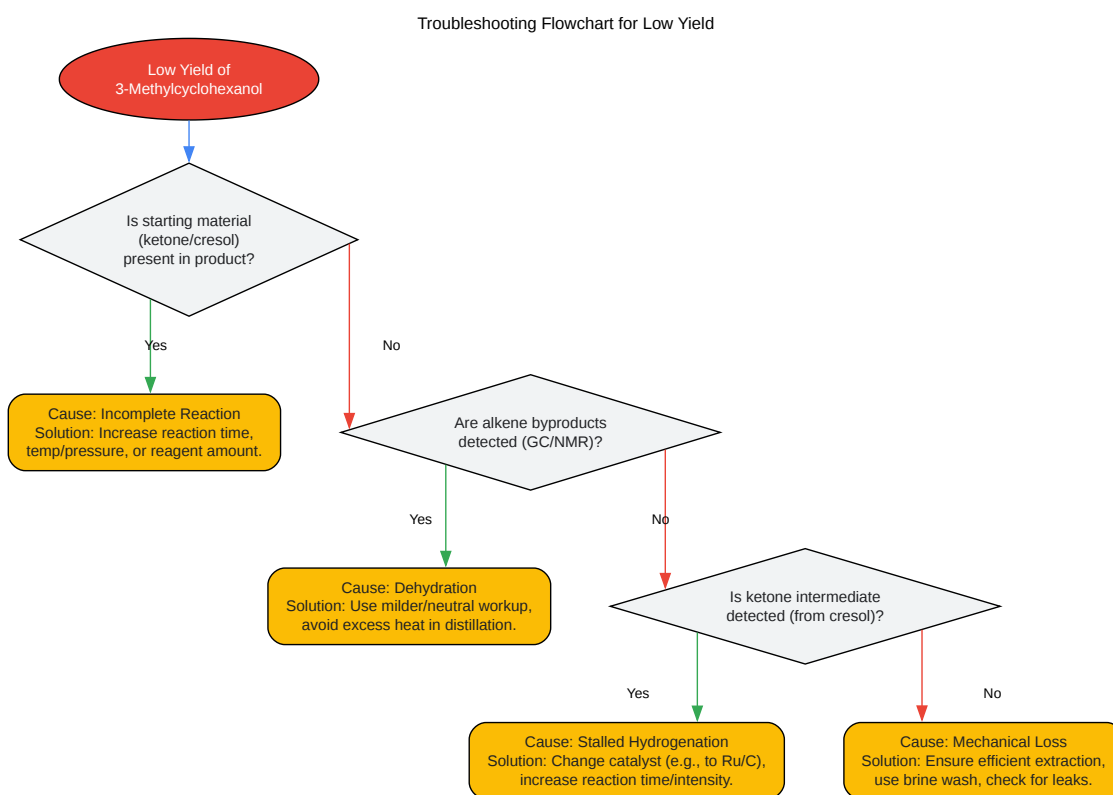 Troubleshooting Flowchart for Low Yield
Low Yield of
3-Methylcyclohexanol
Is starting material
(ketone/cresol)
present in product?
Yes
No
Cause: Incomplete Reaction
Solution: Increase reaction time,
temp/pressure, or reagent amount.
Are alkene byproducts
detected (GC/NMR)?
Yes
No
Cause: Dehydration
Solution: Use milder/neutral workup,
avoid excess heat in distillation.
Is ketone intermediate
detected (from cresol)?
Yes
No
Cause: Stalled Hydrogenation
Solution: Change catalyst (e.g., to Ru/C),
increase reaction time/intensity.
Cause: Mechanical Loss
Solution: Ensure efficient extraction,
use brine wash, check for leaks.